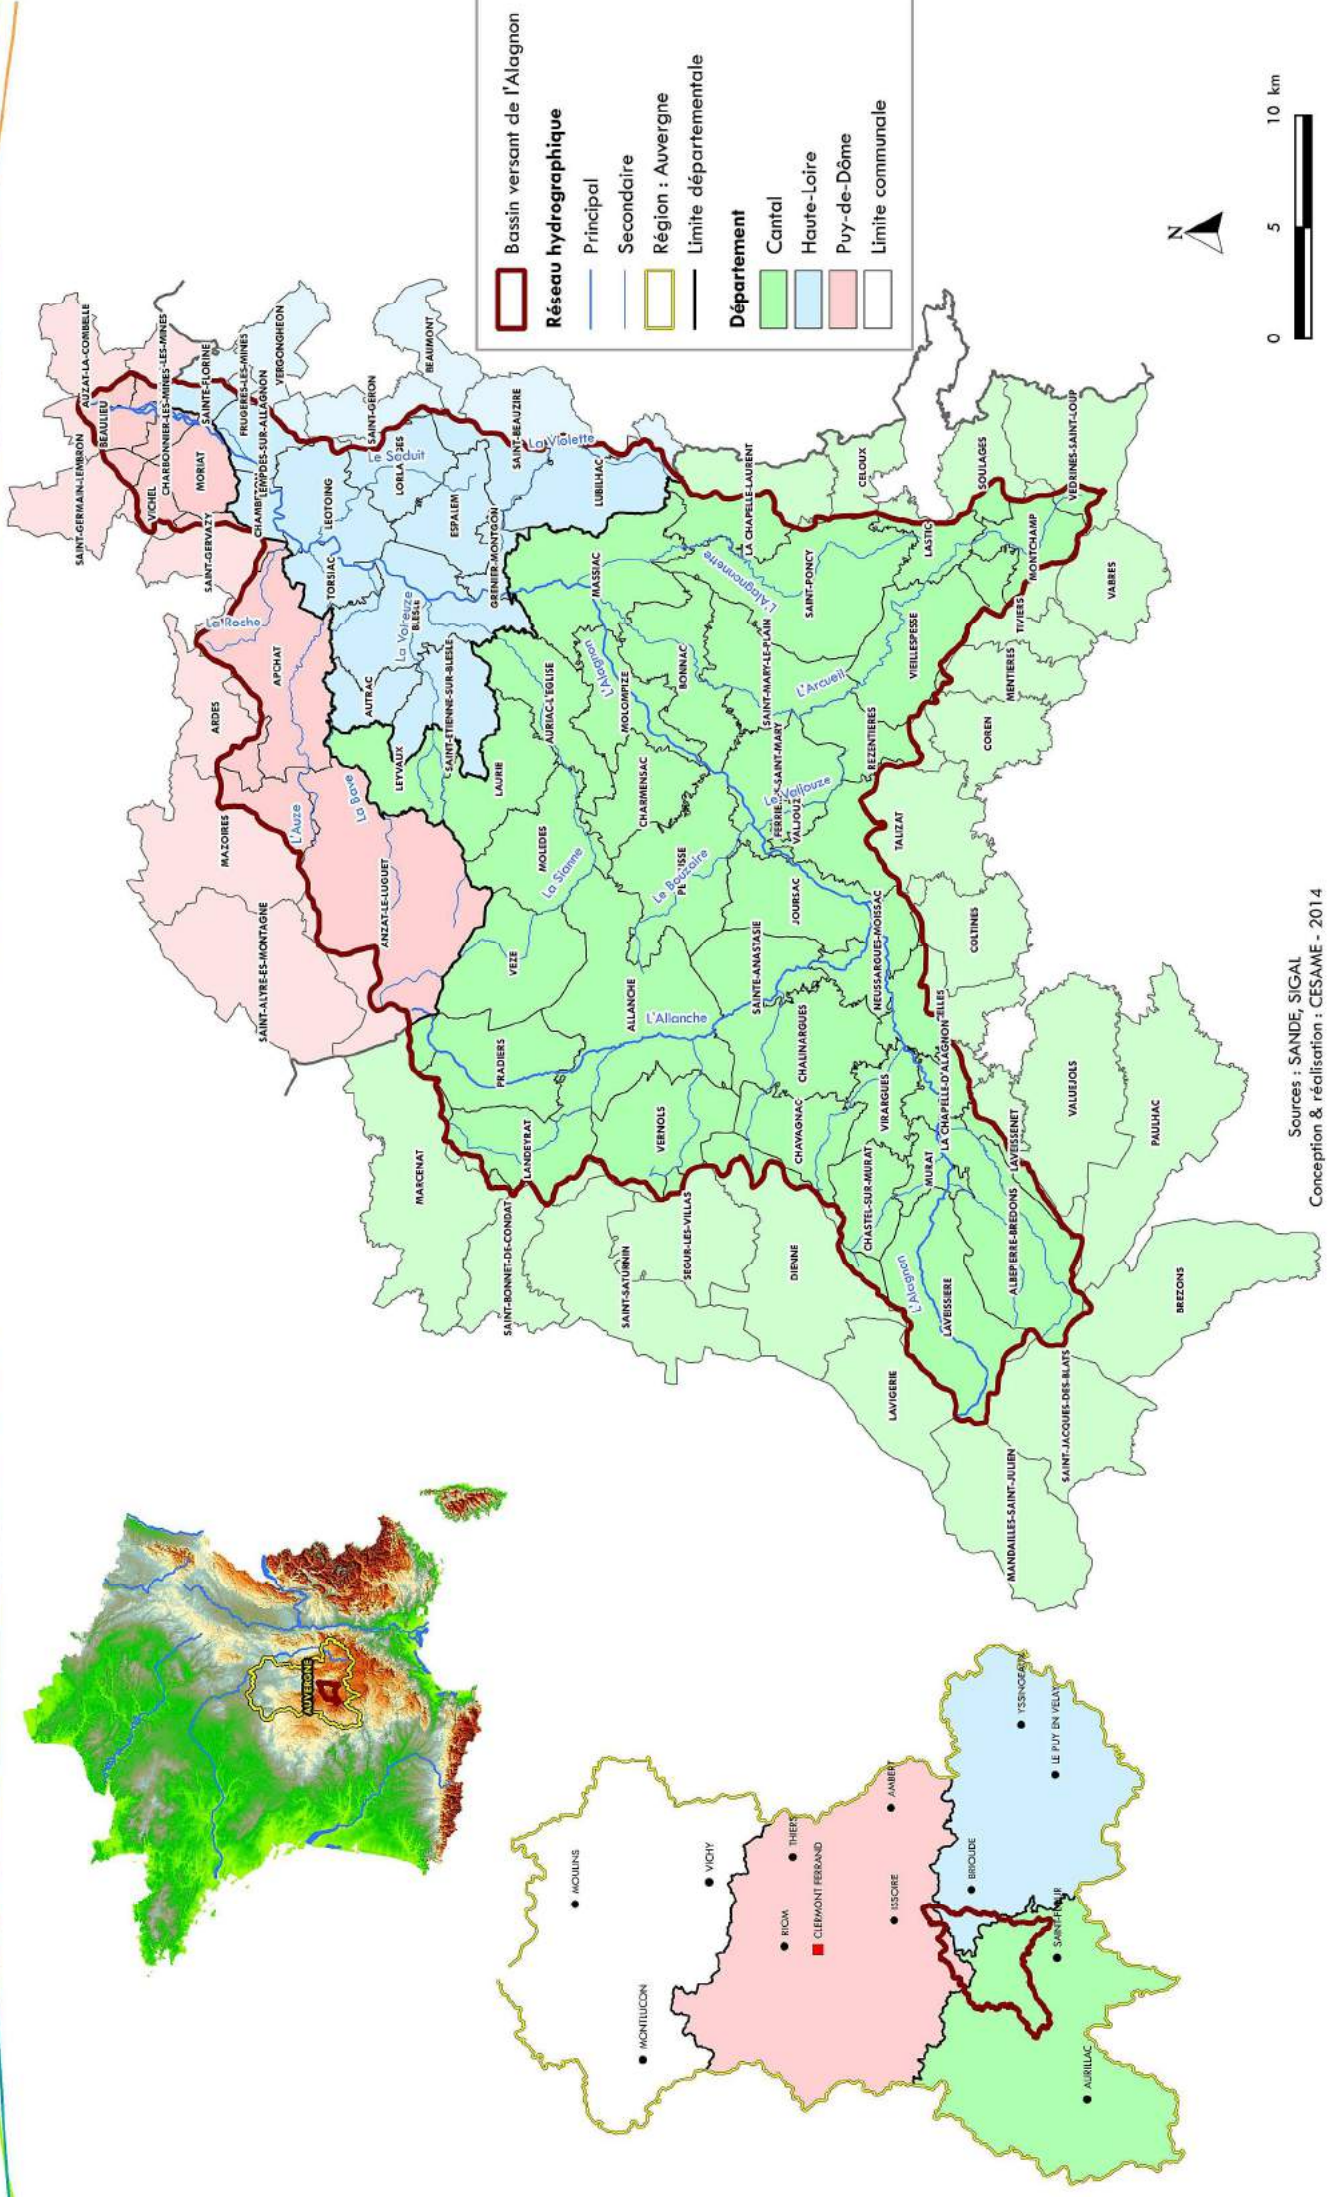 AUVERGNE
MOULINS
MONTLUCON
VICHY
RIOM
THIERS
CLERMONT FERRAND
ISSOIRE
AMBERT
BRIOUDE
YSSINGEAUX
LE PUY EN VELAY
SAINT-FLOUR
AURILLAC
SAINT-GERMAIN-LEMBRON
AUZAT-LA-COMBELLE
BEAULIEU
VICHEL
CHARBONNIER-LES-MINES-LES-MINES
MORIAT
SAINTE-FLORINE
SAINT-GERVAZY
FRUGERES-LES-MINES
LEMPDES-SUR-ALLAGNON
VERGONGHEON
La Roche
ARDES
APCHAT
MAZOIRES
L'Auze
La Bave
SAINT-ALYRE-ES-MONTAGNE
ANZAT-LE-LUGUET
TORSIAC
LEOTOING
SAINT-GERON
Le Saduit
BEAUMONT
AUTRAC
La Voireuze
BLESLE
ESPALEM
SAINT-BEAUZIRE
La Violette
LEYVAUX
SAINT-ETIENNE-SUR-BLESLE
GRENIER-MONTGON
LUBILHAC
LAURIE
AURIAC-L'EGLISE
MASSIAC
L'Alagnon
MOLOMPIZE
BONNAC
L'Alagnonnette
LA CHAPELLE-LAURENT
CELOUX
SAINT-PONCY
SAINT-MARY-LE-PLAIN
L'Arcueil
VIEILLESPESSE
LASTIC
SOULAGES
MONTCHAMP
VEDRINES-SAINT-LOUP
VABRES
TIVIERS
MENTIERES
COREN
REZENTIERES
TALIZAT
COLTINES
MOLEDES
La Sianne
CHARMENSAC
Le Bouzaire
Le Valjouze
JOURSAC
NEUSSARGUES-MOISSAC
VEZE
ALLANCHE
L'Allanche
SAINTE-ANASTASIE
CHALINARGUES
PRADIERS
MARCENAT
LANDEYRAT
VERNOLS
CHAVAGNAC
VIRARGUES
LA CHAPELLE-D'ALAGNON
SAINT-BONNET-DE-CONDAT
SAINT-SATURNIN
SEGUR-LES-VILLAS
DIENNE
CHASTEL-SUR-MURAT
MURAT
LAVEISSENET
VALUEJOLS
PAULHAC
L'Alagnon
LAVEISSIERE
ALBEPIERRE-BREDONS
BREZONS
LAVIGERIE
MANDAILLES-SAINT-JULIEN
SAINT-JACQUES-DES-BLATS
Bassin versant de l'Alagnon
Réseau hydrographique
Principal
Secondaire
Région : Auvergne
Limite départementale
Département
Cantal
Haute-Loire
Puy-de-Dôme
Limite communale
N
0 5 10 km
Sources : SANDE, SIGAL
Conception & réalisation : CESAME - 2014